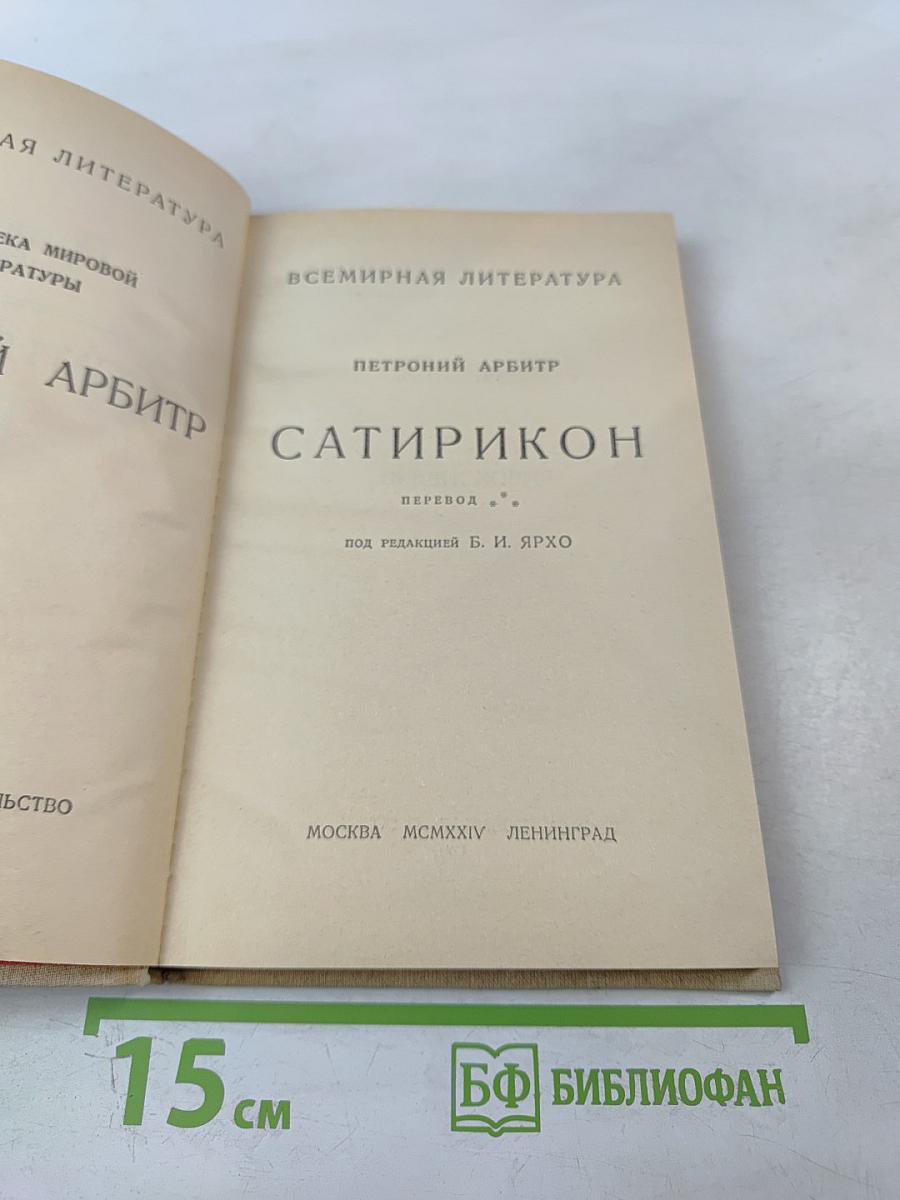 АЯ ЛИТЕРАТУРА
ЕКА МИРОВОЙ
РАТУРЫ
Й АРБИТР
ЛЬСТВО
ВСЕМИРНАЯ ЛИТЕРАТУРА
ПЕТРОНИЙ АРБИТР
САТИРИКОН
ПЕРЕВОД ***
ПОД РЕДАКЦИЕЙ Б. И. ЯРХО
МОСКВА MCMXXIV ЛЕНИНГРАД
15 см
БФ БИБЛИОФАН